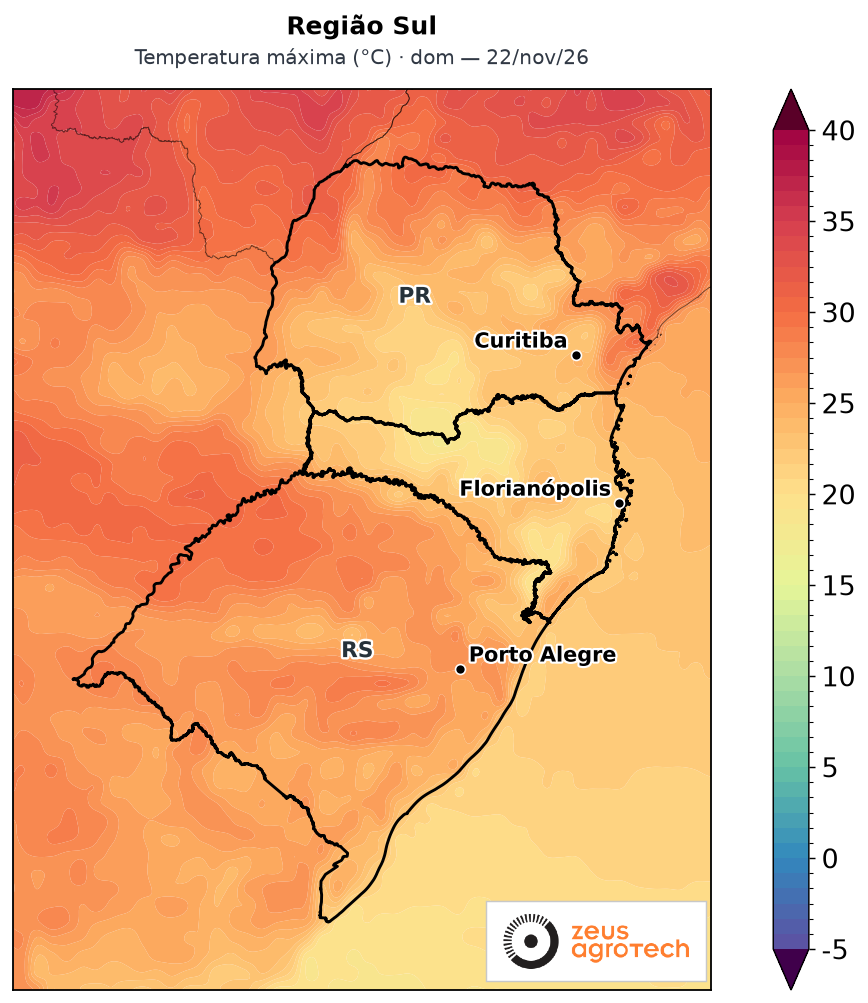 Região Sul
Temperatura máxima (°C) · dom — 22/nov/26
PR
Curitiba
Florianópolis
RS
Porto Alegre
40
35
30
25
20
15
10
5
0
-5
zeus
agrotech